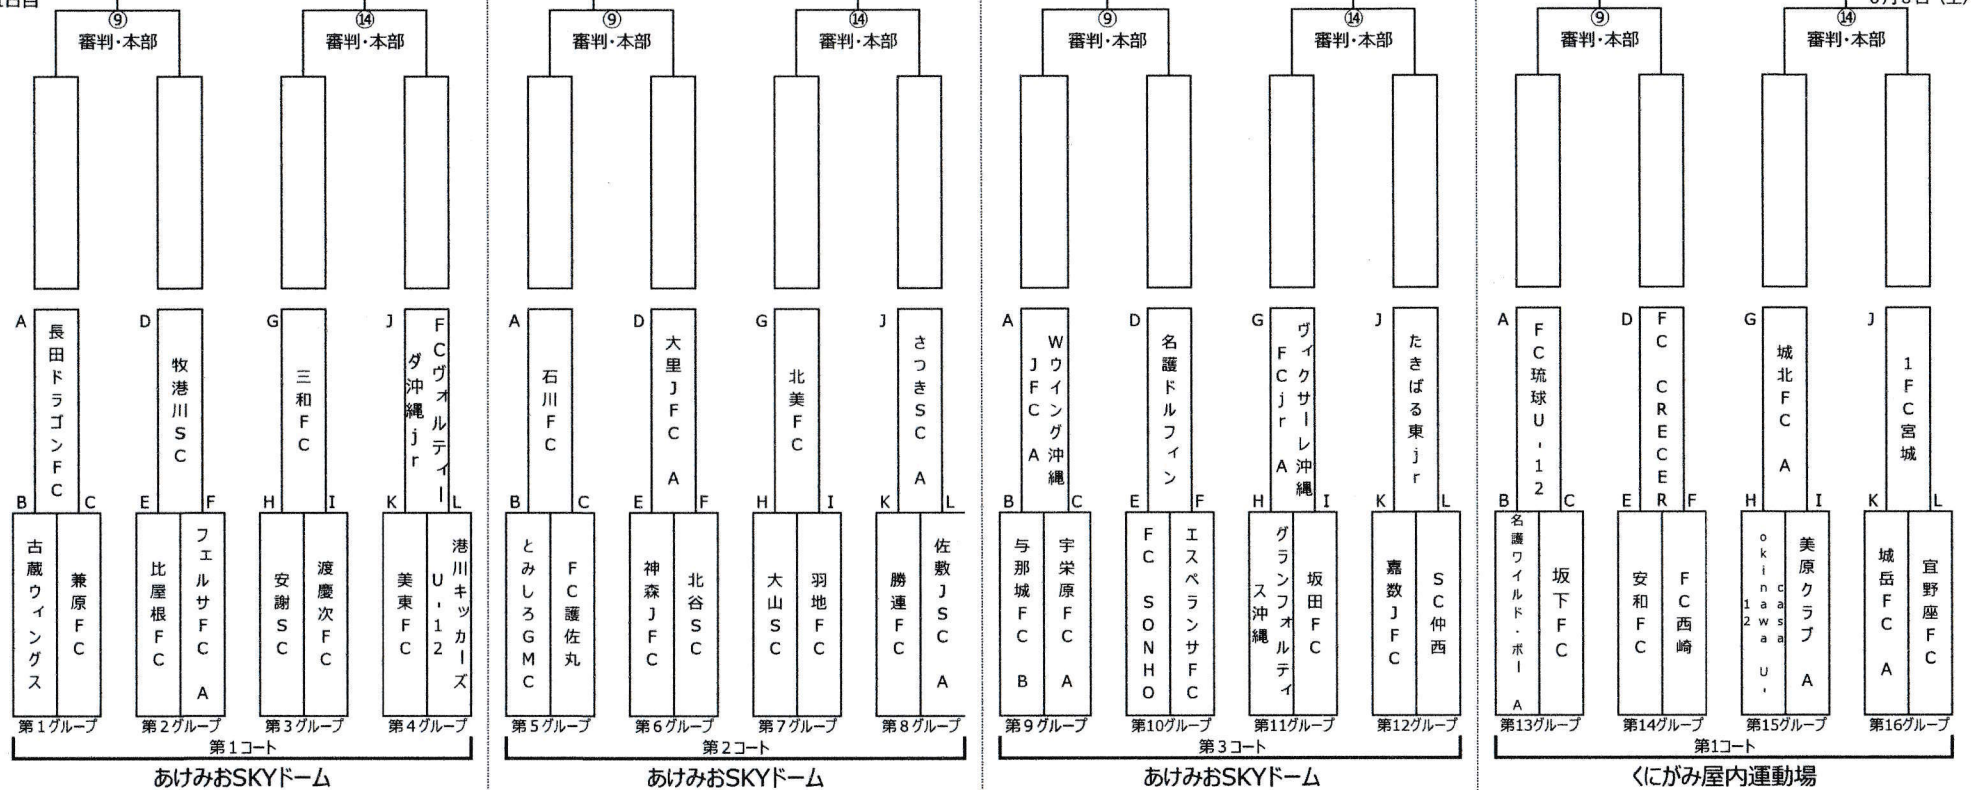 ⑨ ⑭ ⑨ ⑭ ⑨ ⑭ ⑨ ⑭
審判・本部 審判・本部 審判・本部 審判・本部 審判・本部 審判・本部 審判・本部 審判・本部
A 長田ドラゴンFC
B 古蔵ウィングス
C 兼原FC
第1グループ
D 牧港川SC
E 比屋根FC
F フェルサFC A
第2グループ
G 三和FC
H 安謝SC
I 渡慶次FC
第3グループ
J FCヴォルティーダ沖縄jr
K 美東FC
L 港川キッカーズU-12
第4グループ
第1コート
あけみおSKYドーム
A 石川FC
B とみしろGMC
C FC護佐丸
第5グループ
D 大里JFC A
E 神森JFC
F 北谷SC
第6グループ
G 北美FC
H 大山SC
I 羽地FC
第7グループ
J さつきSC A
K 勝連FC
L 佐敷JSC A
第8グループ
第2コート
あけみおSKYドーム
A Wウイング沖縄JFC A
B 与那城FC B
C 宇栄原FC A
第9グループ
D 名護ドルフィン
E FC SONHO
F エスペランサFC
第10グループ
G ヴィクサーレ沖縄FCjr A
H グランフォルティス沖縄
I 坂田FC
第11グループ
J たきばる東jr
K 嘉数JFC
L SC仲西
第12グループ
第3コート
あけみおSKYドーム
A FC琉球U-12
B 名護ワイルド・ボー A
C 坂下FC
第13グループ
D FC CRECER
E 安和FC
F FC西崎
第14グループ
G 城北FC A
H casa okinawa U-12
I 美原クラブ A
第15グループ
J 1FC宮城
K 城岳FC A
L 宜野座FC
第16グループ
第1コート
くにがみ屋内運動場